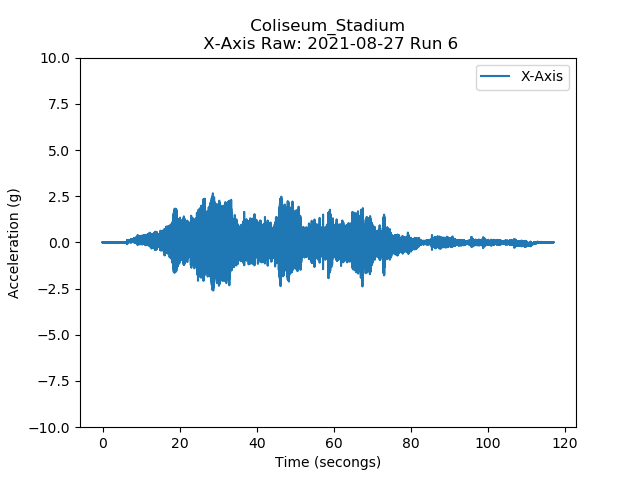 Coliseum_Stadium
X-Axis Raw: 2021-08-27 Run 6
X-Axis
10.0
7.5
5.0
2.5
0.0
−2.5
−5.0
−7.5
−10.0
Acceleration (g)
0 20 40 60 80 100 120
Time (secongs)